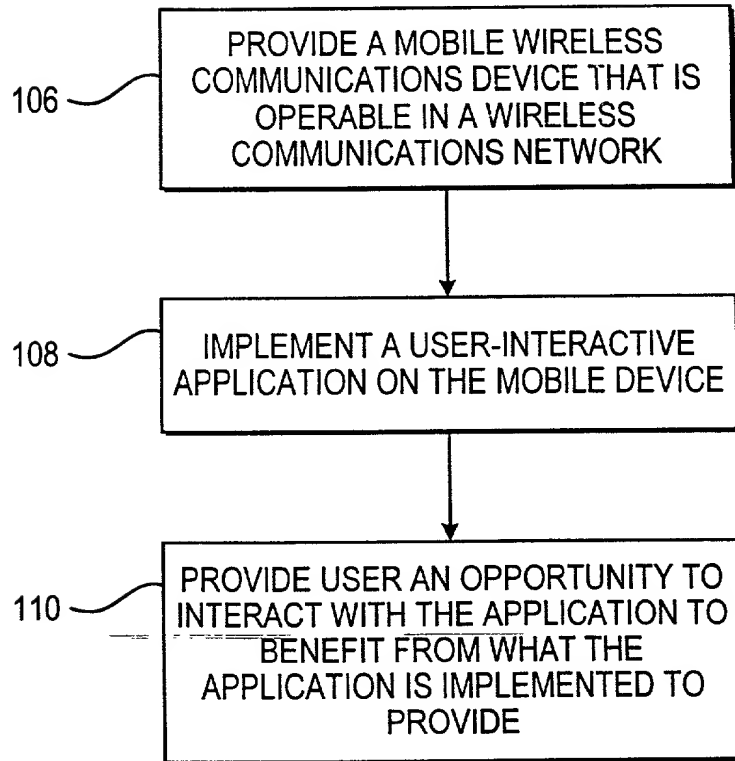 PROVIDE A MOBILE WIRELESS
COMMUNICATIONS DEVICE THAT IS
106
OPERABLE IN A WIRELESS
COMMUNICATIONS NETWORK
108
IMPLEMENT A USER-INTERACTIVE
APPLICATION ON THE MOBILE DEVICE
PROVIDE USER AN OPPORTUNITY TO
110
INTERACT WITH THE APPLICATION TO
BENEFIT FROM WHAT THE
APPLICATION IS IMPLEMENTED TO
PROVIDE